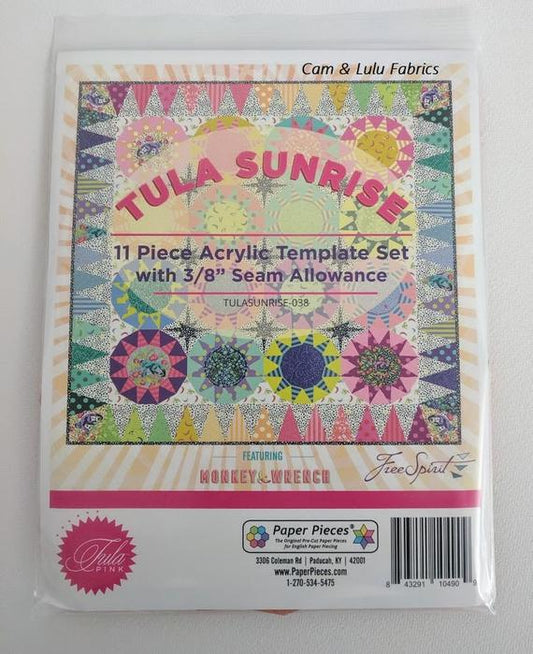 Cam & Lulu Fabrics
TULA SUNRISE
11 Piece Acrylic Template Set
with 3/8" Seam Allowance
TULASUNRISE-038
FEATURING
MONKEY WRENCH
FreeSpirit
Tula
PINK
Paper Pieces®
The Original Pre-Cut Paper Pieces
for English Paper Piecing
3306 Coleman Rd | Paducah, KY | 42001
www.PaperPieces.com
1-270-534-5475
8 43291 10490 9